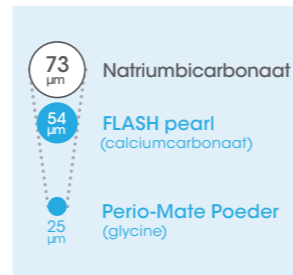 73
µm
Natriumbicarbonaat
54
µm
FLASH pearl
(calciumcarbonaat)
25
µm
Perio-Mate Poeder
(glycine)